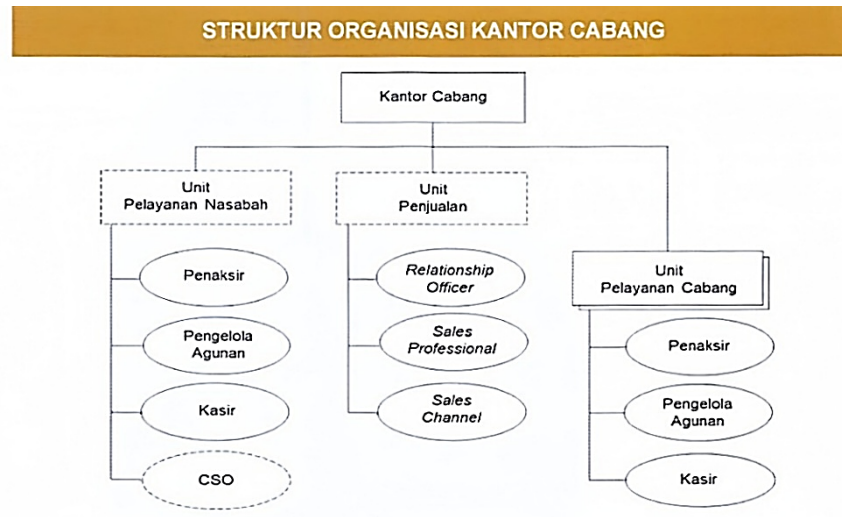 STRUKTUR ORGANISASI KANTOR CABANG
Kantor Cabang
Unit
Pelayanan Nasabah
Penaksir
Pengelola
Agunan
Kasir
CSO
Unit
Penjualan
Relationship
Officer
Sales
Professional
Sales
Channel
Unit
Pelayanan Cabang
Penaksir
Pengelola
Agunan
Kasir